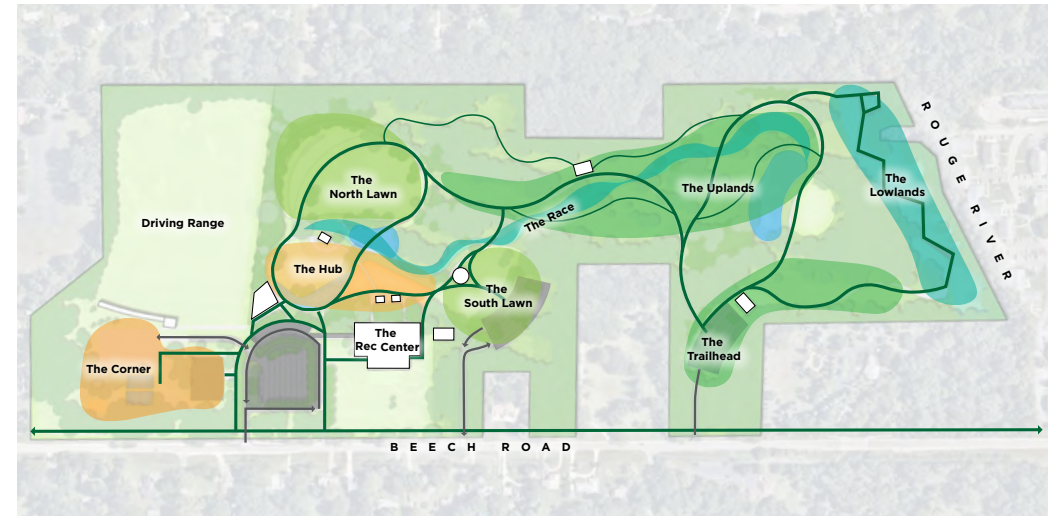 The
North Lawn
Driving Range
The Uplands
The
Lowlands
ROUGE RIVER
The Race
The Hub
The
South Lawn
The
Rec Center
The
Trailhead
The Corner
BEECH ROAD